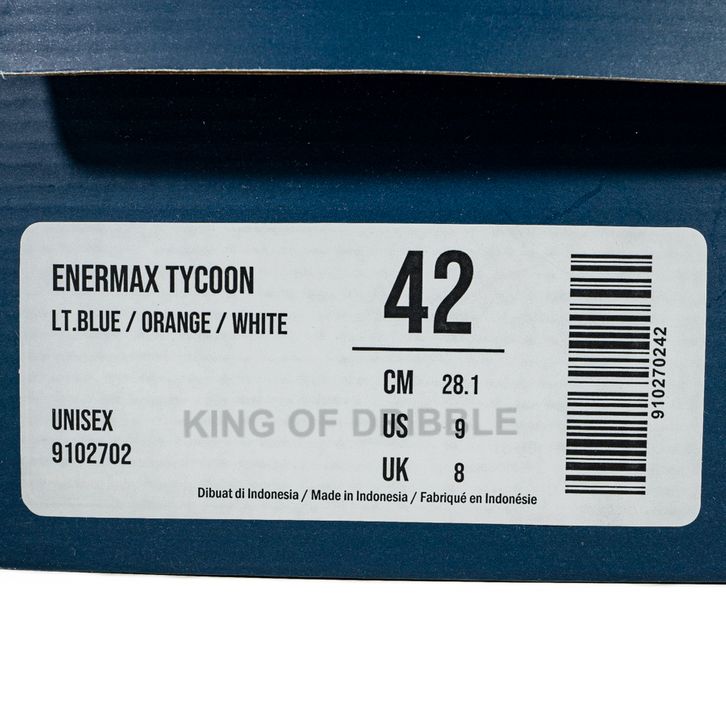 ENERMAX TYCOON
LT.BLUE / ORANGE / WHITE
UNISEX
9102702
42
CM 28.1
US 9
UK 8
KING OF DRIBBLE
Dibuat di Indonesia / Made in Indonesia / Fabriqué en Indonésie
910270242